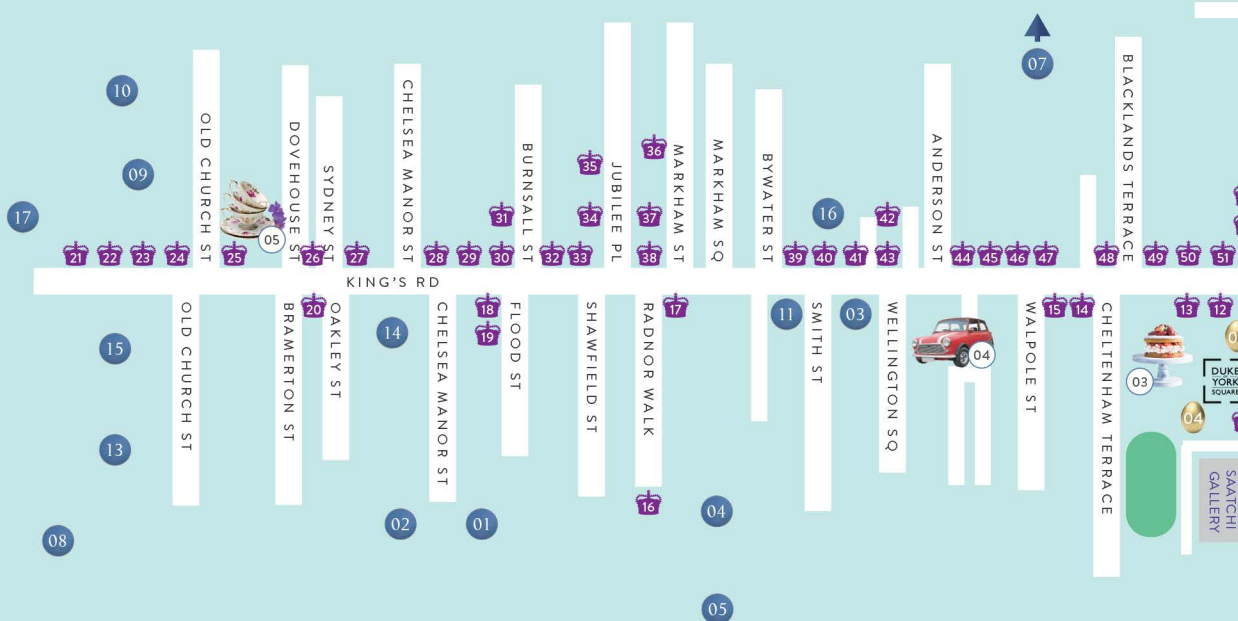 07
10
OLD CHURCH ST
DOVEHOUSE ST
SYDNEY ST
CHELSEA MANOR ST
BURNSALL ST
JUBILEE PL
MARKHAM ST
MARKHAM SQ
BYWATER ST
ANDERSON ST
BLACKLANDS TERRACE
09
35
36
17
05
31
34
37
16
42
21
22
23
24
25
26
27
28
29
30
32
33
38
39
40
41
43
44
45
46
47
48
49
50
51
KING'S RD
20
18
17
11
03
15
14
13
12
19
14
15
04
03
DUKE
YORK
SQUARE
04
OLD CHURCH ST
BRAMERTON ST
OAKLEY ST
CHELSEA MANOR ST
FLOOD ST
SHAWFIELD ST
RADNOR WALK
SMITH ST
WELLINGTON SQ
WALPOLE ST
CHELTENHAM TERRACE
13
16
SAATCHI
GALLERY
08
02
01
04
05